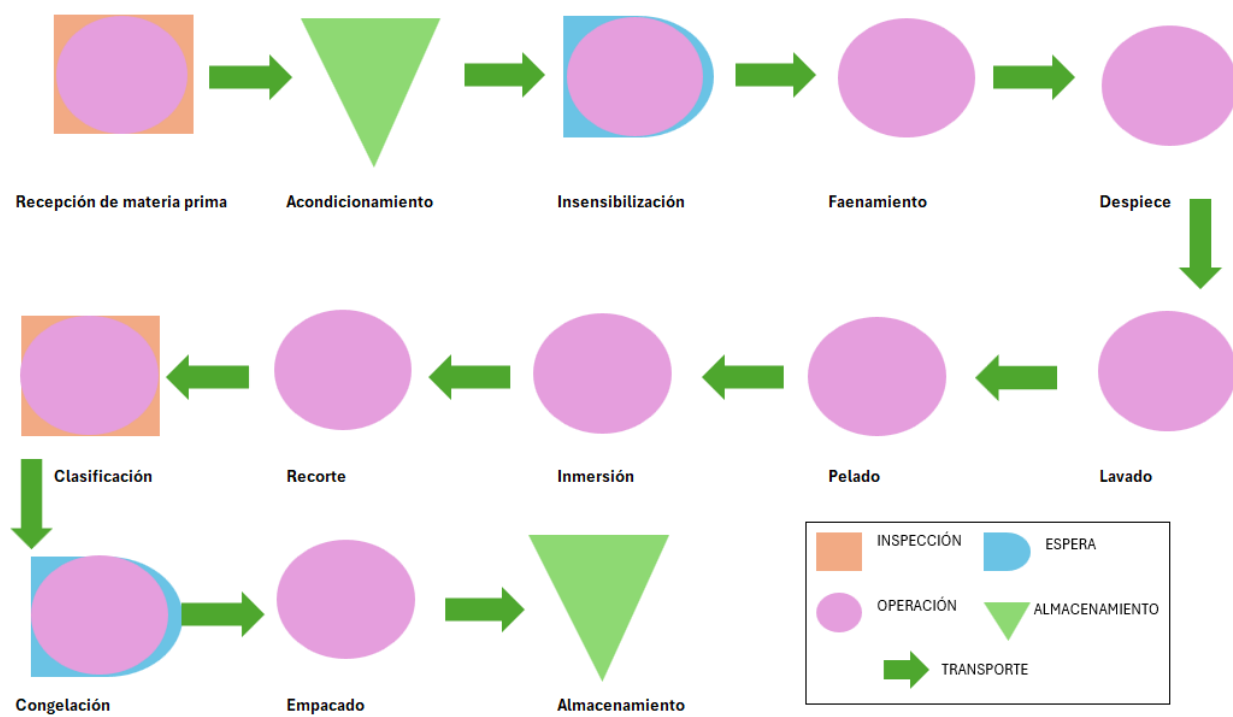 Recepción de materia prima
Acondicionamiento
Insensibilización
Faenamiento
Despiece
Clasificación
Recorte
Inmersión
Pelado
Lavado
INSPECCIÓN
ESPERA
OPERACIÓN
ALMACENAMIENTO
TRANSPORTE
Congelación
Empacado
Almacenamiento